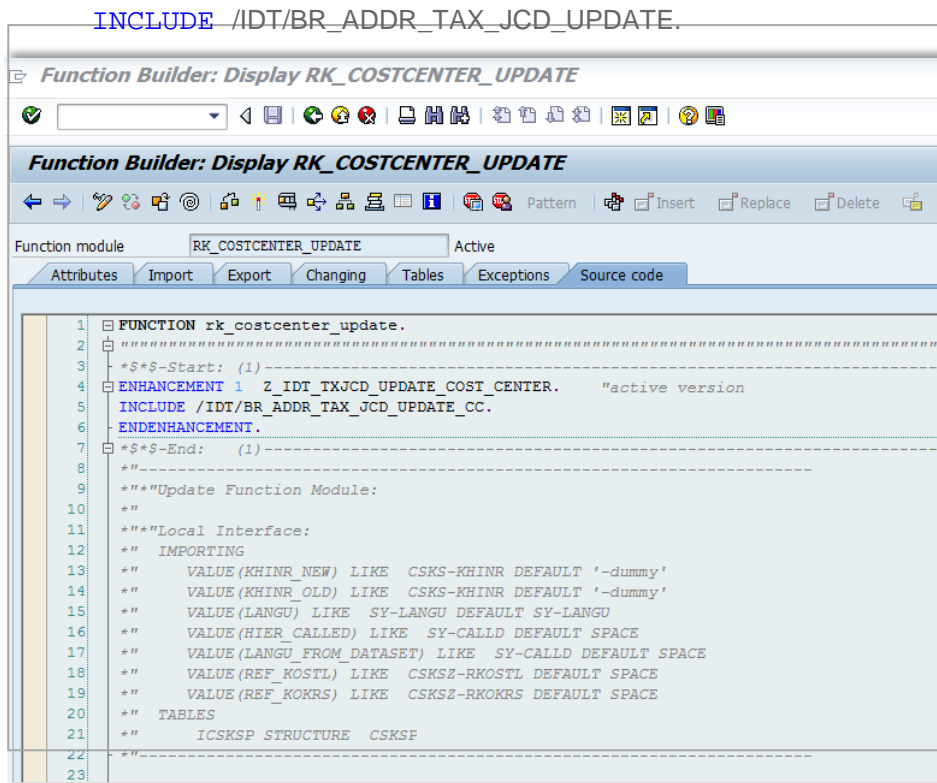 INCLUDE /IDT/BR_ADDR_TAX_JCD_UPDATE.
Function Builder: Display RK_COSTCENTER_UPDATE
Function Builder: Display RK_COSTCENTER_UPDATE
Pattern Insert Replace Delete
Function module RK_COSTCENTER_UPDATE Active
Attributes Import Export Changing Tables Exceptions Source code
1 FUNCTION rk_costcenter_update.
2 """"""""""""""""""""""""""""""""""""""""""""""""""""""""""""""""""""""""""""""""""""
3 *$*$-Start: (1)---------------------------------------------------------------------
4 ENHANCEMENT 1 Z_IDT_TXJCD_UPDATE_COST_CENTER. "active version
5 INCLUDE /IDT/BR_ADDR_TAX_JCD_UPDATE_CC.
6 ENDENHANCEMENT.
7 *$*$-End: (1)---------------------------------------------------------------------
8 *"----------------------------------------------------------------------
9 *"*"Update Function Module:
10 *"
11 *"*"Local Interface:
12 *" IMPORTING
13 *" VALUE(KHINR_NEW) LIKE CSKS-KHINR DEFAULT '-dummy'
14 *" VALUE(KHINR_OLD) LIKE CSKS-KHINR DEFAULT '-dummy'
15 *" VALUE(LANGU) LIKE SY-LANGU DEFAULT SY-LANGU
16 *" VALUE(HIER_CALLED) LIKE SY-CALLD DEFAULT SPACE
17 *" VALUE(LANGU_FROM_DATASET) LIKE SY-CALLD DEFAULT SPACE
18 *" VALUE(REF_KOSTL) LIKE CSKSZ-RKOSTL DEFAULT SPACE
19 *" VALUE(REF_KOKRS) LIKE CSKSZ-RKOKRS DEFAULT SPACE
20 *" TABLES
21 *" ICSKSP STRUCTURE CSKSP
22 *"----------------------------------------------------------------------
23